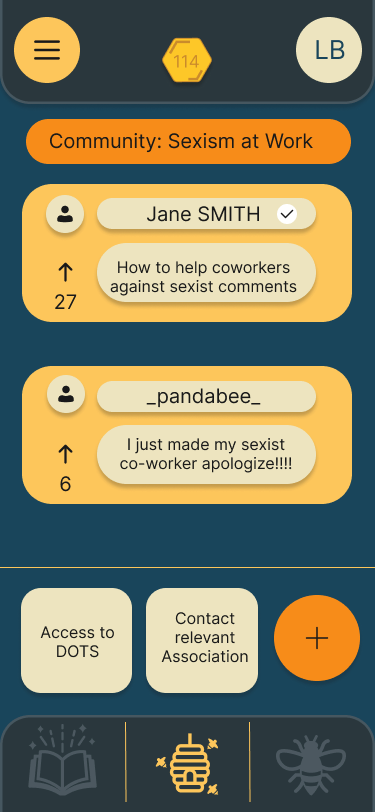 114
LB
Community: Sexism at Work
Jane SMITH
How to help coworkers
against sexist comments
27
_pandabee_
I just made my sexist
co-worker apologize!!!!
6
Access to
DOTS
Contact
relevant
Association